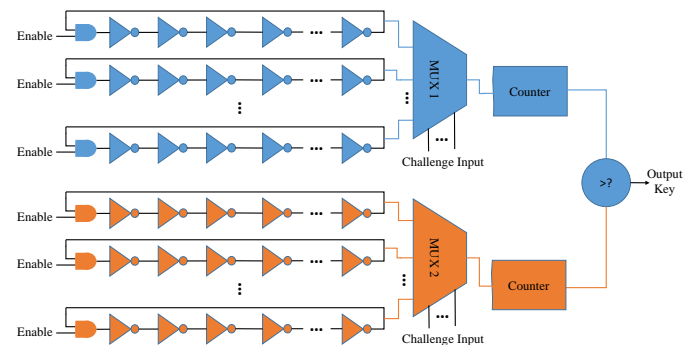 Enable
Enable
Enable
MUX 1
Counter
Challenge Input
>?
Output
Key
Enable
Enable
Enable
MUX 2
Counter
Challenge Input